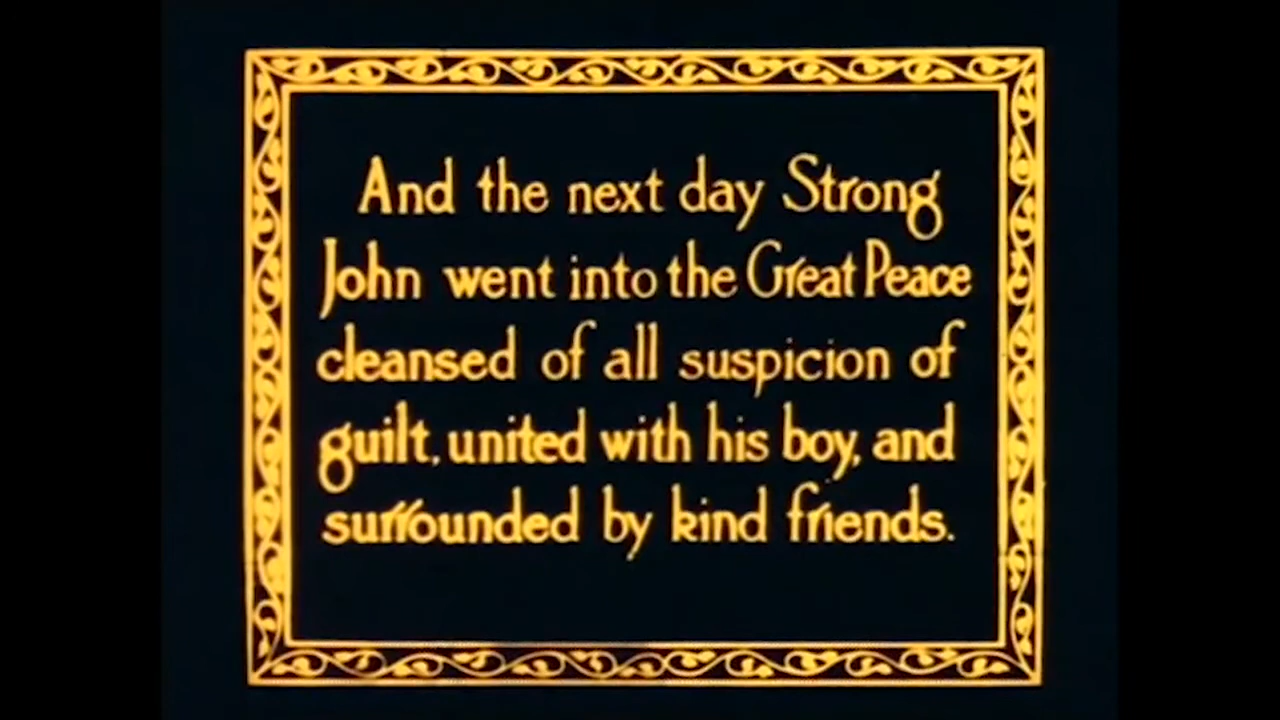 And the next day Strong
John went into the Great Peace
cleansed of all suspicion of
guilt, united with his boy, and
surrounded by kind friends.